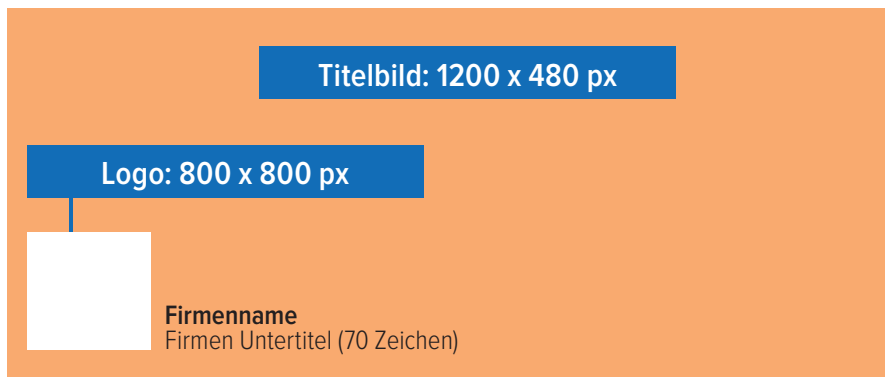 Titelbild: 1200 x 480 px
Logo: 800 x 800 px
Firmenname
Firmen Untertitel (70 Zeichen)